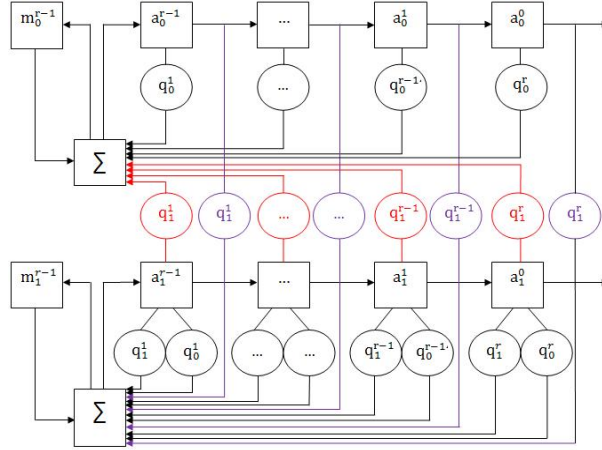 m₀ʳ⁻¹ a₀ʳ⁻¹ ... a₀¹ a₀⁰
q₀¹ ... q₀ʳ⁻¹· q₀ʳ
Σ
q₁¹ q₁¹ ... ... q₁ʳ⁻¹ q₁ʳ⁻¹ q₁ʳ q₁ʳ
m₁ʳ⁻¹ a₁ʳ⁻¹ ... a₁¹ a₁⁰
q₁¹ q₀¹ ... ... q₁ʳ⁻¹ q₀ʳ⁻¹· q₁ʳ q₀ʳ
Σ